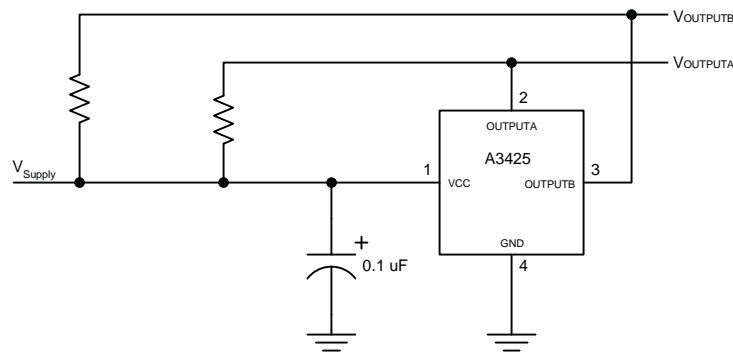 VOUTPUTB
VOUTPUTA
2
OUTPUTA
A3425
VSupply
1
3
VCC
OUTPUTB
GND
4
+
0.1 uF